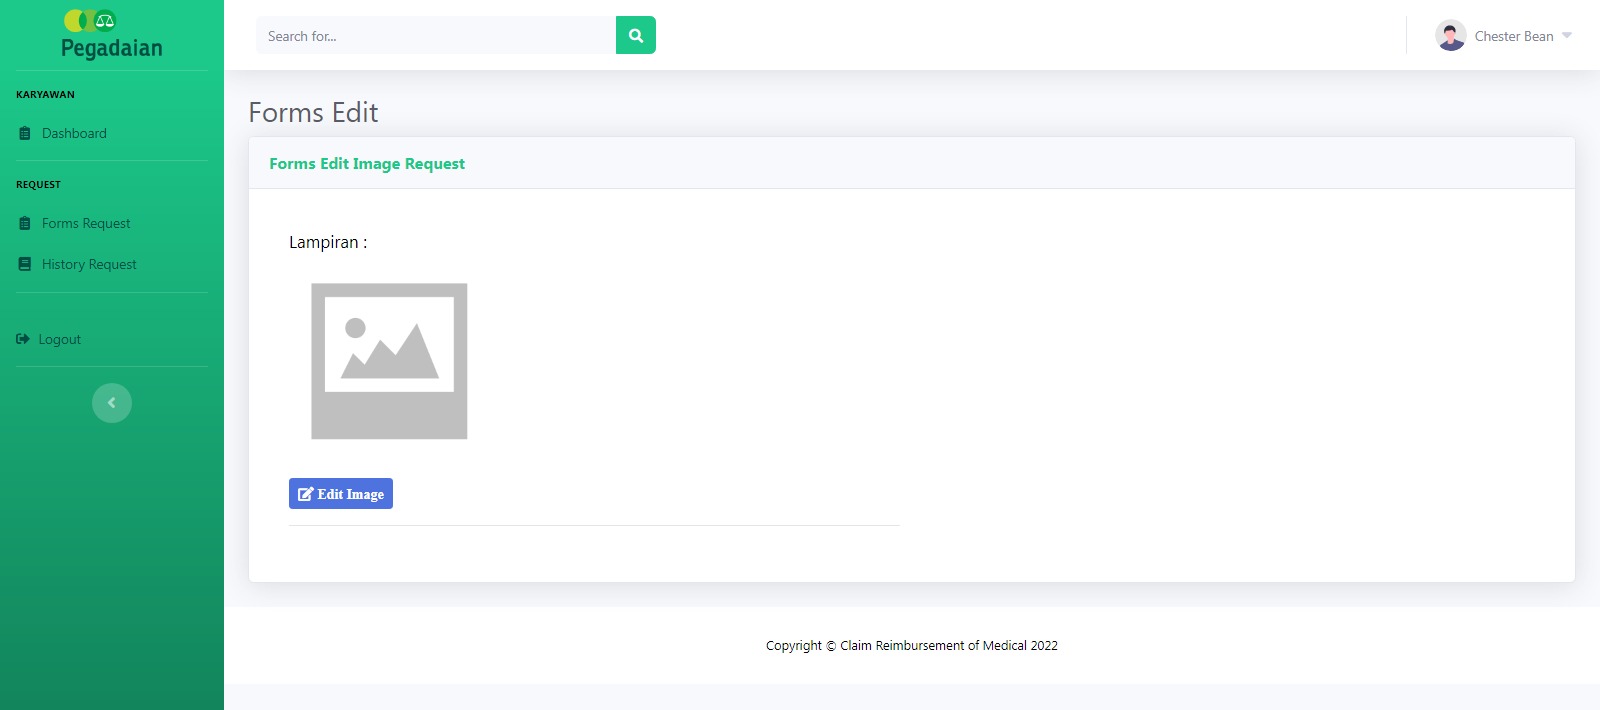 Pegadaian
Search for...
Chester Bean
KARYAWAN
Dashboard
REQUEST
Forms Request
History Request
Logout
Forms Edit
Forms Edit Image Request
Lampiran :
Edit Image
Copyright © Claim Reimbursement of Medical 2022